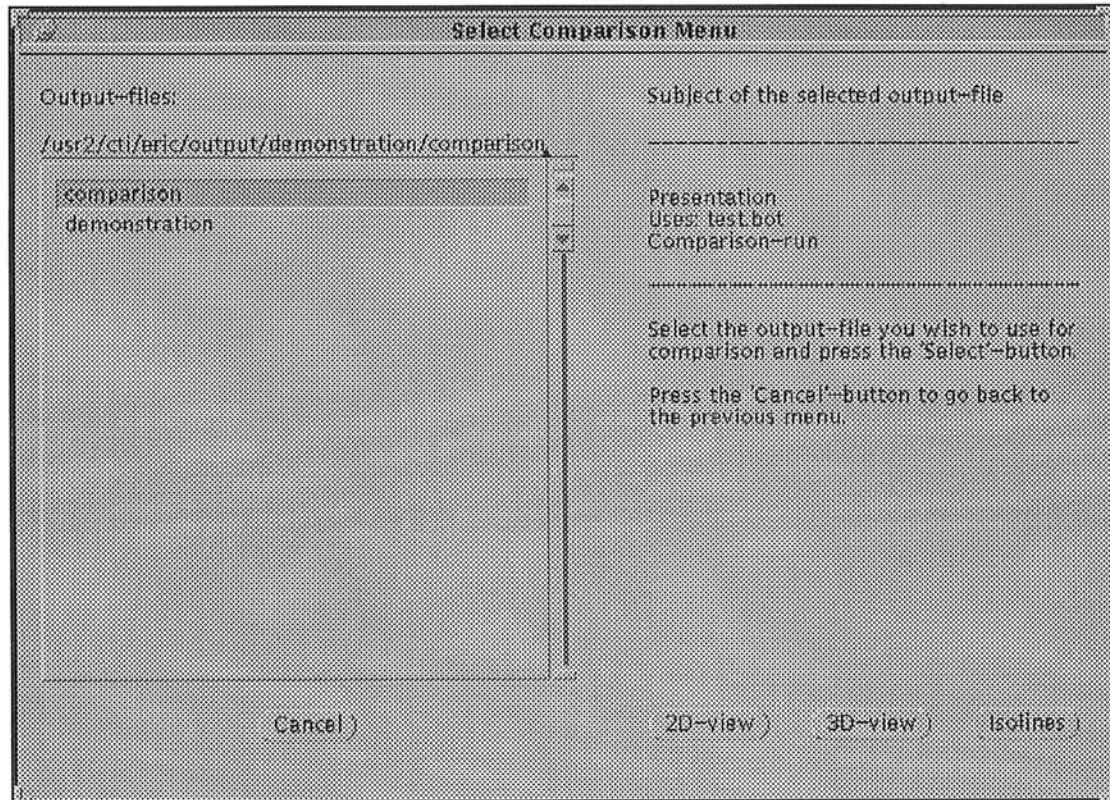 Select Comparison Menu
Output-files:
/usr2/cti/eric/output/demonstration/comparison
comparison
demonstration
Subject of the selected output-file
Presentation
Uses: test.bot
Comparison-run
Select the output-file you wish to use for
comparison and press the 'Select'-button.
Press the 'Cancel'-button to go back to
the previous menu.
Cancel
2D-view
3D-view
Isolines